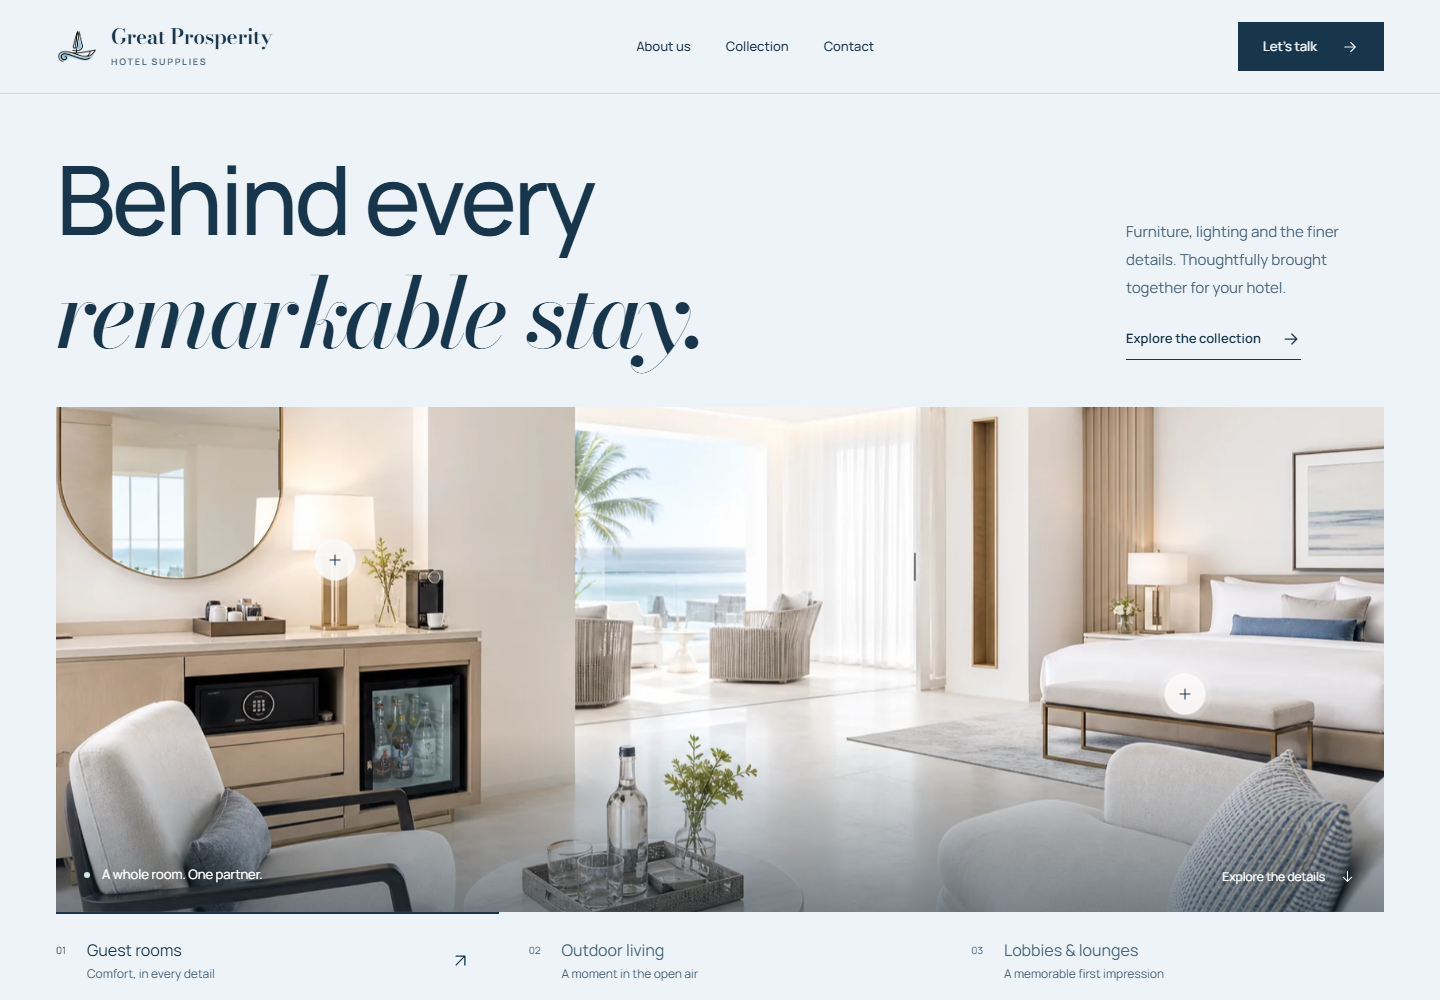 Great Prosperity
HOTEL SUPPLIES
About us
Collection
Contact
Let's talk
Behind every
remarkable stay.
Furniture, lighting and the finer
details. Thoughtfully brought
together for your hotel.
Explore the collection
A whole room. One partner.
Explore the details
01 Guest rooms
Comfort, in every detail
02 Outdoor living
A moment in the open air
03 Lobbies & lounges
A memorable first impression